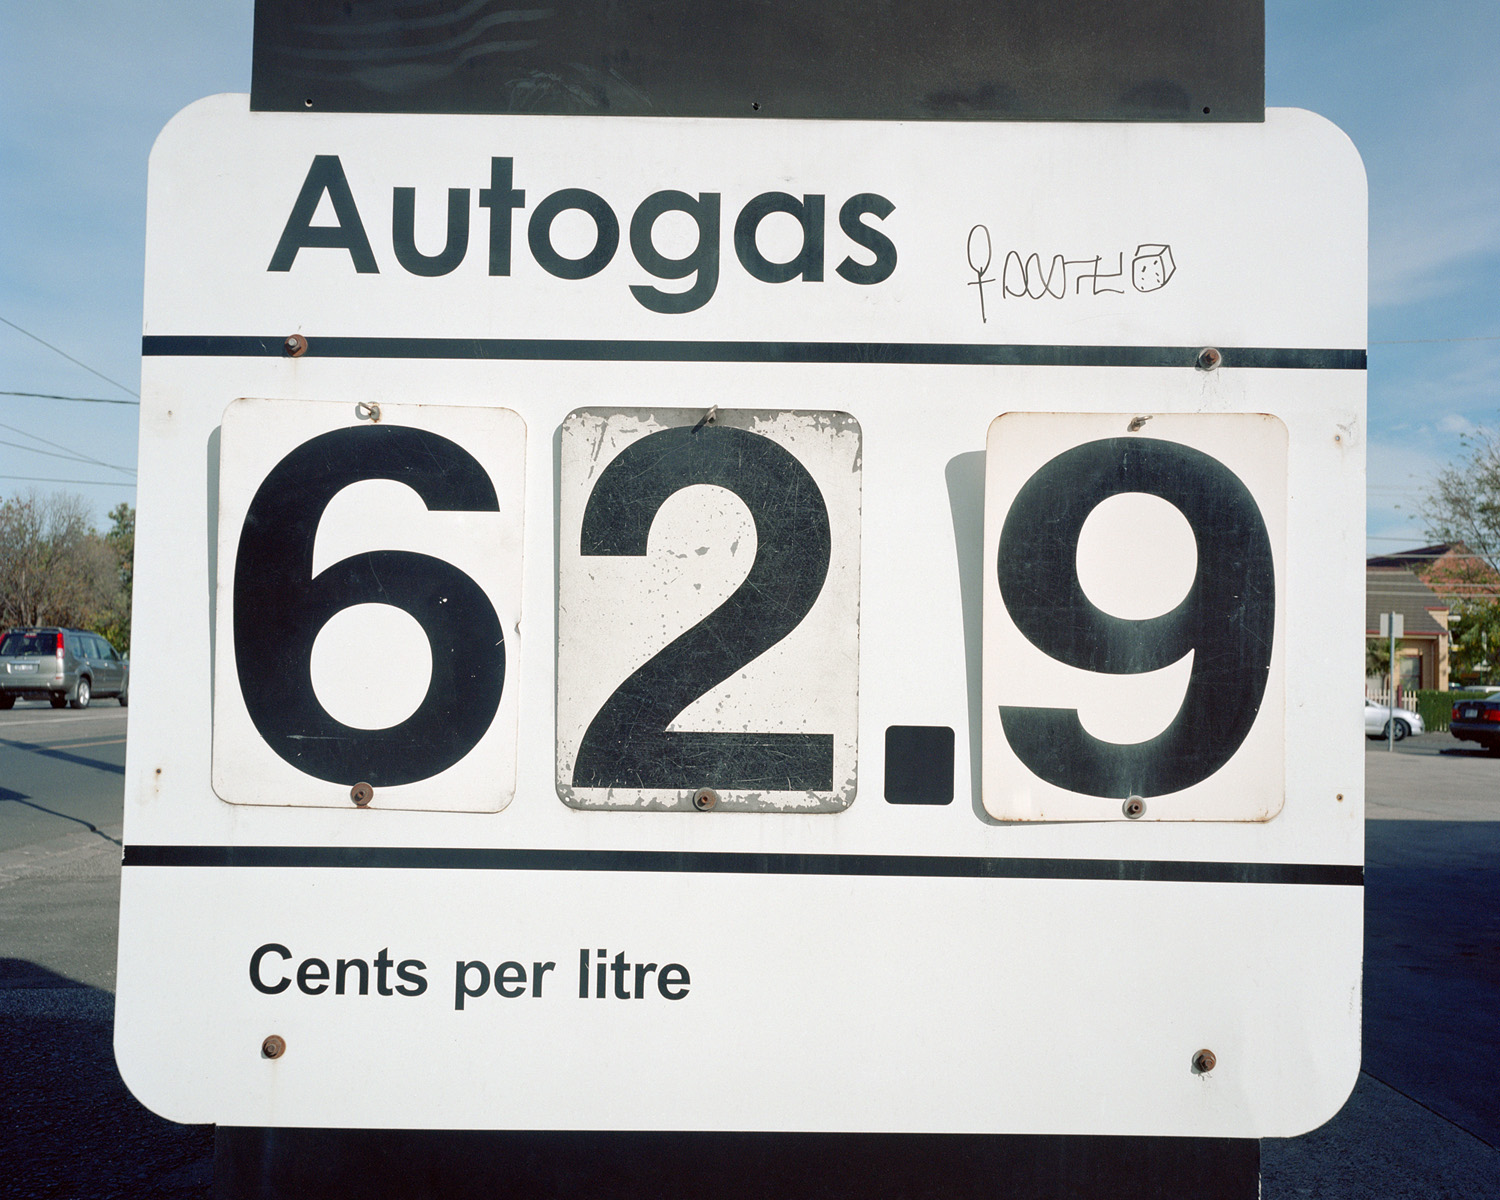 Autogas
62.9
Cents per litre